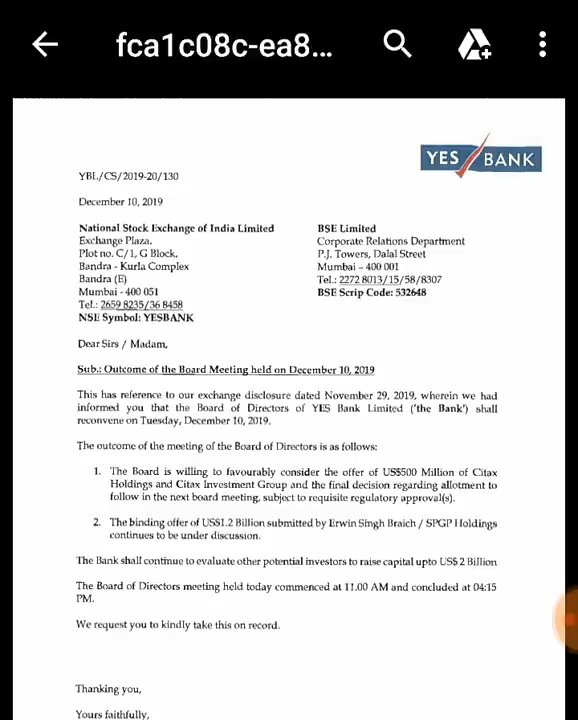 fca1c08c-ea8...
YES BANK
YBL/CS/2019-20/130
December 10, 2019
National Stock Exchange of India Limited
Exchange Plaza,
Plot no. C/1, G Block,
Bandra - Kurla Complex
Bandra (E)
Mumbai - 400 051
Tel.: 2659 8235/36 8458
NSE Symbol: YESBANK
BSE Limited
Corporate Relations Department
P.J. Towers, Dalal Street
Mumbai – 400 001
Tel.: 2272 8013/15/58/8307
BSE Scrip Code: 532648
Dear Sirs / Madam,
Sub.: Outcome of the Board Meeting held on December 10, 2019
This has reference to our exchange disclosure dated November 29, 2019, wherein we had
informed you that the Board of Directors of YES Bank Limited ('the Bank') shall
reconvene on Tuesday, December 10, 2019.
The outcome of the meeting of the Board of Directors is as follows:
1. The Board is willing to favourably consider the offer of US$500 Million of Citax
Holdings and Citax Investment Group and the final decision regarding allotment to
follow in the next board meeting, subject to requisite regulatory approval(s).
2. The binding offer of US$1.2 Billion submitted by Erwin Singh Braich / SPGP Holdings
continues to be under discussion.
The Bank shall continue to evaluate other potential investors to raise capital upto US$ 2 Billion
The Board of Directors meeting held today commenced at 11.00 AM and concluded at 04:15
PM.
We request you to kindly take this on record.
Thanking you,
Yours faithfully,